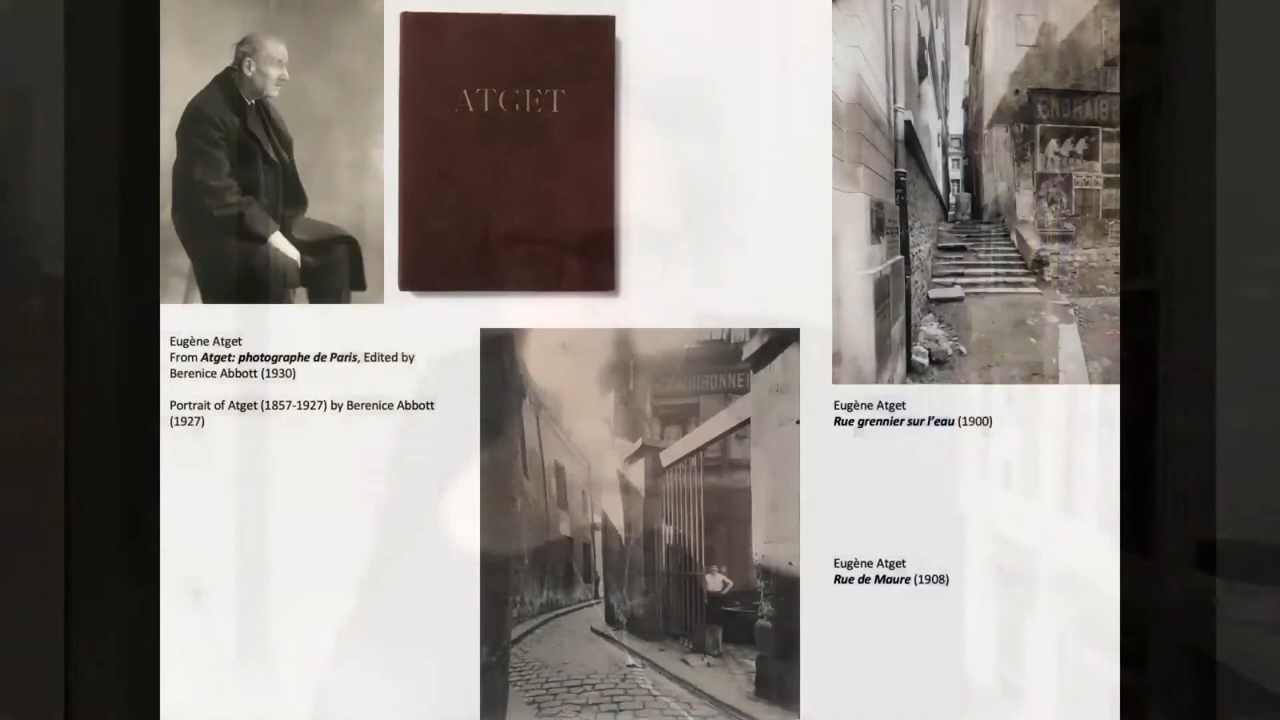 ATGET
Eugène Atget
From Atget: photographe de Paris, Edited by
Berenice Abbott (1930)
Portrait of Atget (1857-1927) by Berenice Abbott
(1927)
Eugène Atget
Rue grennier sur l'eau (1900)
Eugène Atget
Rue de Maure (1908)